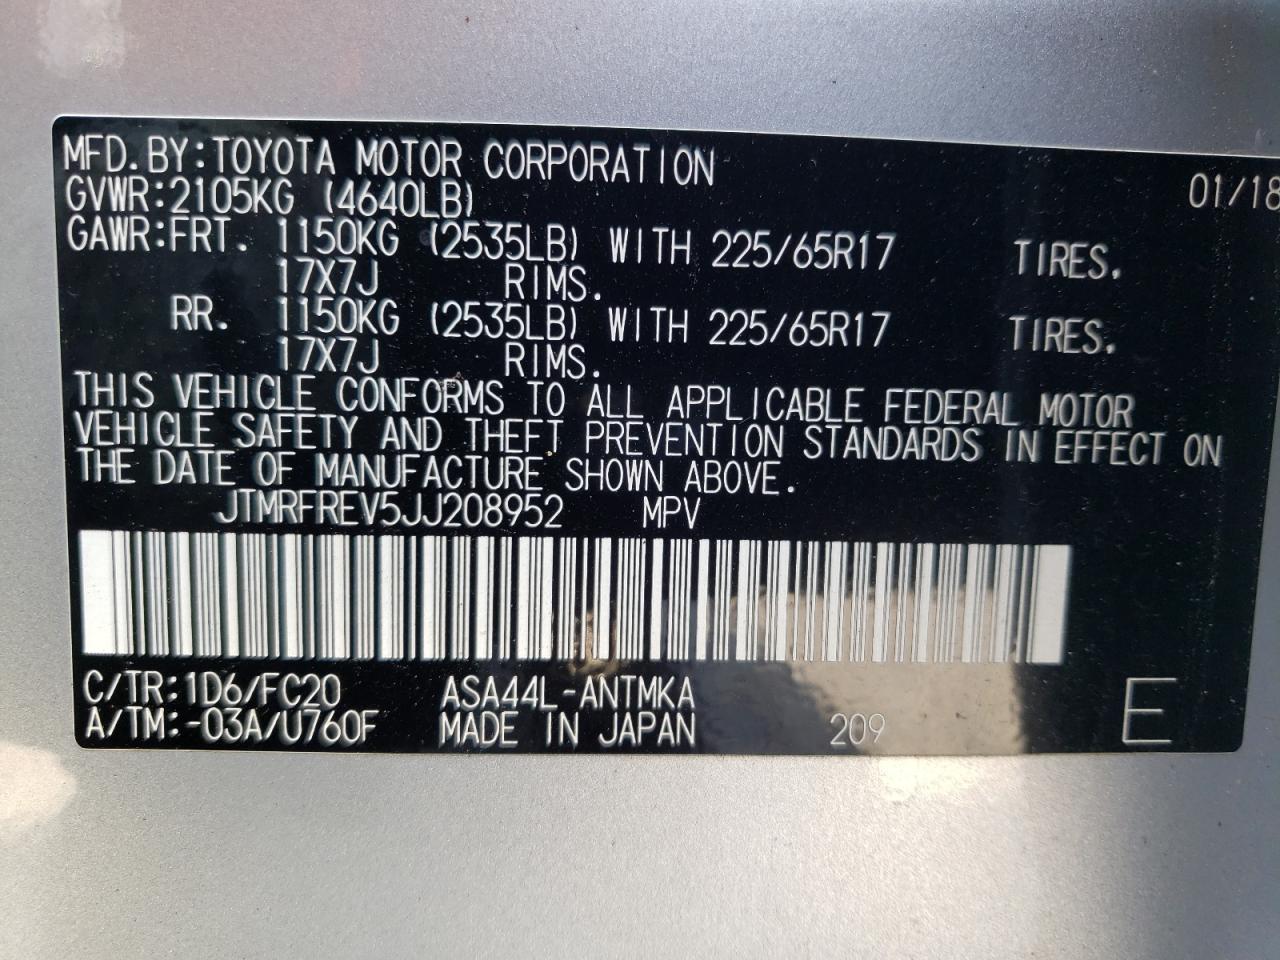 MFD.BY:TOYOTA MOTOR CORPORATION 01/18
GVWR:2105KG (4640LB)
GAWR:FRT. 1150KG (2535LB) WITH 225/65R17 TIRES.
17X7J RIMS.
RR. 1150KG (2535LB) WITH 225/65R17 TIRES.
17X7J RIMS.
THIS VEHICLE CONFORMS TO ALL APPLICABLE FEDERAL MOTOR
VEHICLE SAFETY AND THEFT PREVENTION STANDARDS IN EFFECT ON
THE DATE OF MANUFACTURE SHOWN ABOVE.
JTMRFREV5JJ208952 MPV
C/TR:1D6/FC20 ASA44L-ANTMKA
A/TM:-03A/U760F MADE IN JAPAN 209 E